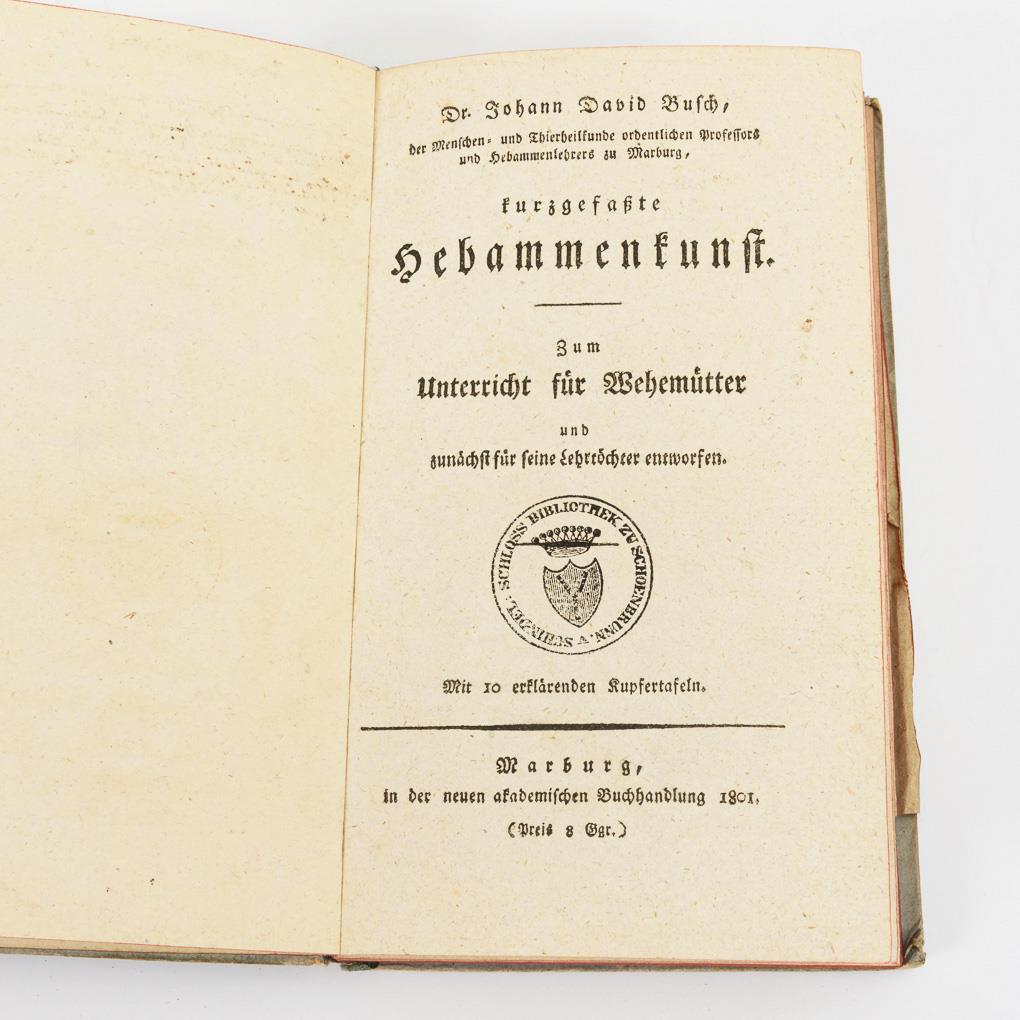 Dr. Johann David Busch,
der Menschen- und Thierheilkunde ordentlichen Professors
und Hebammenlehrers zu Marburg,
kurzgefaßte
Hebammenkunst.
Zum
Unterricht für Wehemütter
und
zunächst für seine Lehrtöchter entworfen.
SCHLOSS BIBLIOTHEK ZU SCHOENBRUNN. V SCHINDEL.
Mit 10 erklärenden Kupfertafeln.
Marburg,
in der neuen akademischen Buchhandlung 1801.
(Preis 8 Ggr.)